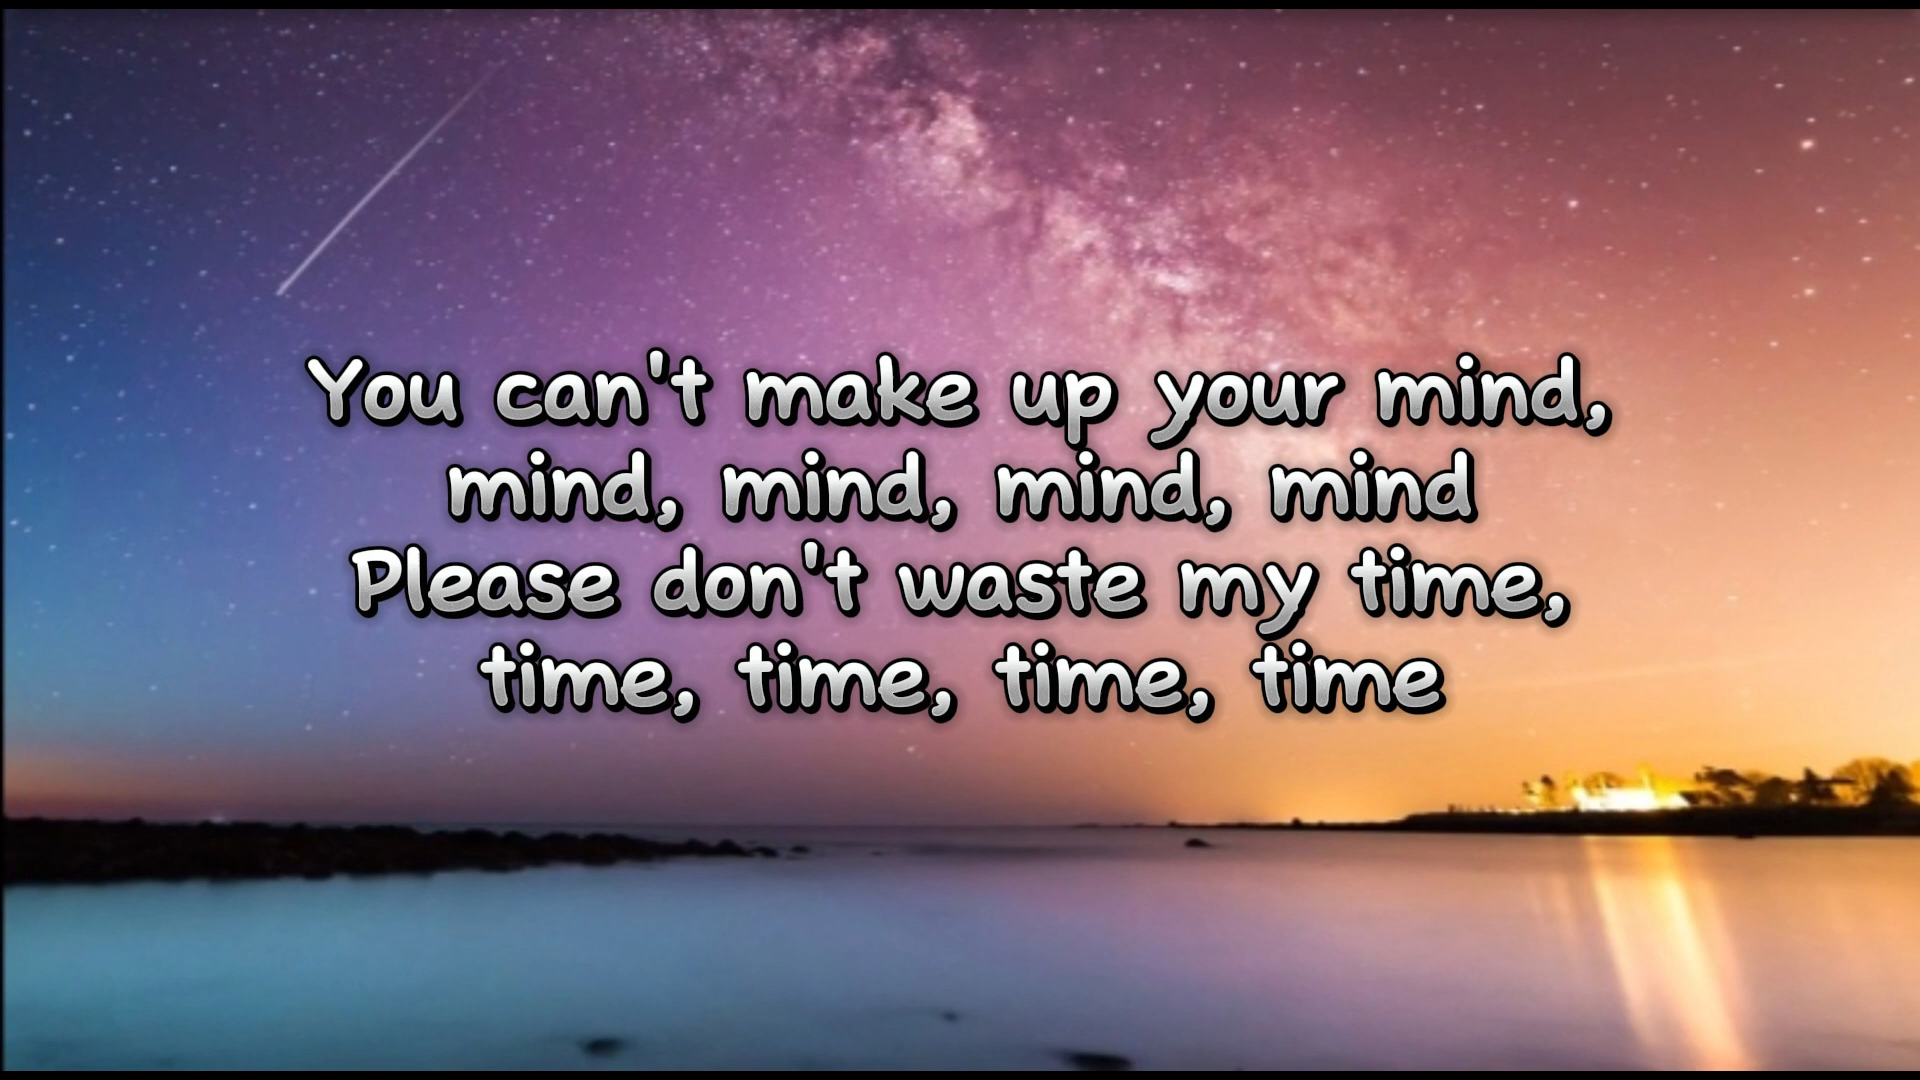 You can't make up your mind,
mind, mind, mind, mind
Please don't waste my time,
time, time, time, time